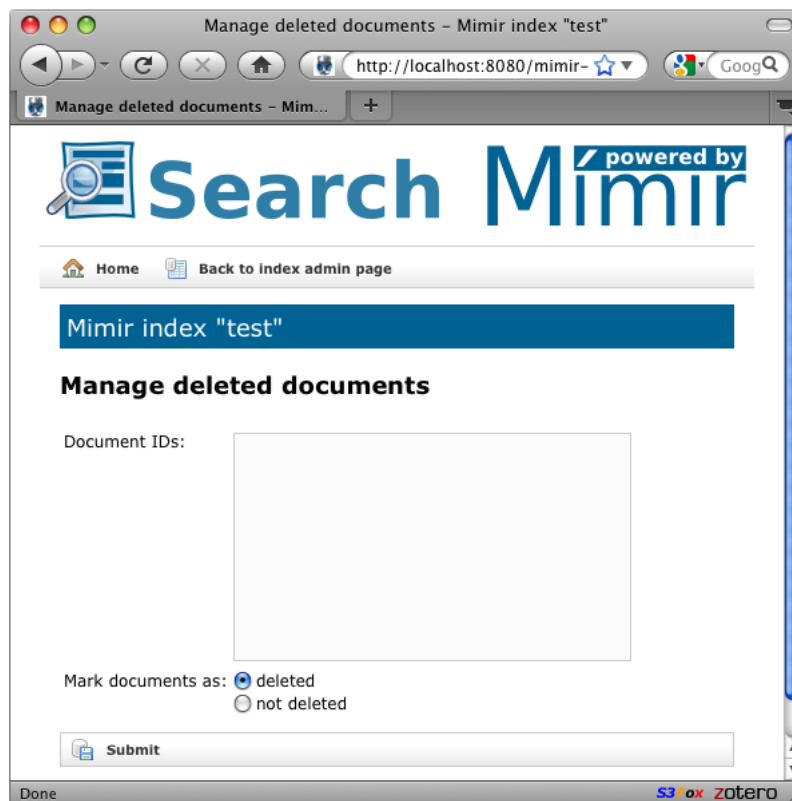 Manage deleted documents – Mimir index "test"
http://localhost:8080/mimir-
Goog
Manage deleted documents – Mim...
+
Search
powered by
Mimir
Home Back to index admin page
Mimir index "test"
Manage deleted documents
Document IDs:
Mark documents as: deleted
not deleted
Submit
Done S3Fox zotero